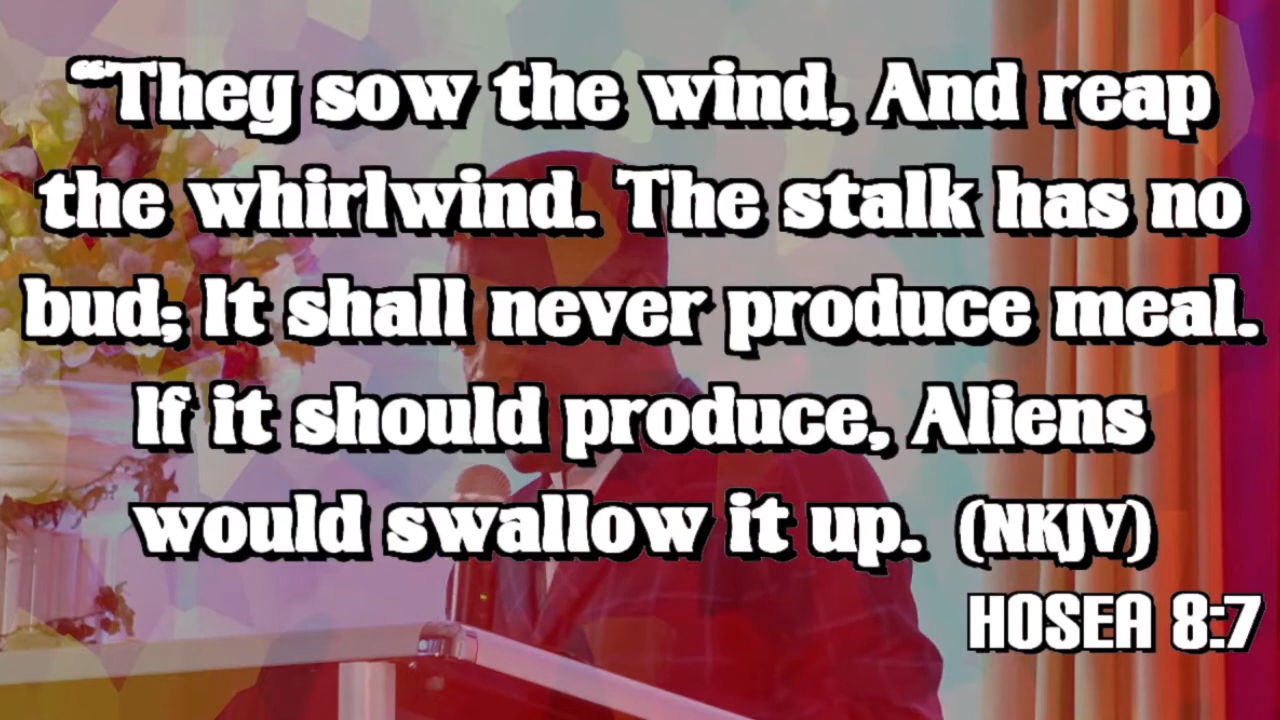 “They sow the wind, And reap
the whirlwind. The stalk has no
bud; It shall never produce meal.
If it should produce, Aliens
would swallow it up. (NKJV)
HOSEA 8:7